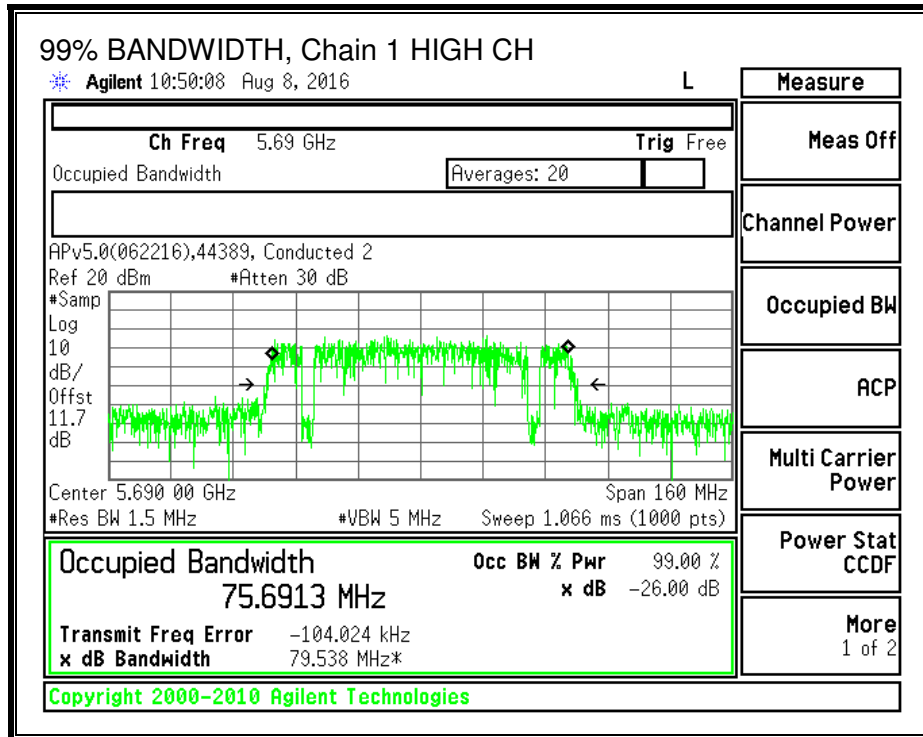 99% BANDWIDTH, Chain 1 HIGH CH
Agilent 10:50:08 Aug 8, 2016 L
Ch Freq 5.69 GHz Trig Free
Occupied Bandwidth Averages: 20
APv5.0(062216),44389, Conducted 2
Ref 20 dBm #Atten 30 dB
#Samp
Log
10
dB/
Offst
11.7
dB
Center 5.690 00 GHz Span 160 MHz
#Res BW 1.5 MHz #VBW 5 MHz Sweep 1.066 ms (1000 pts)
Occupied Bandwidth Occ BW % Pwr 99.00 %
75.6913 MHz x dB -26.00 dB
Transmit Freq Error -104.024 kHz
x dB Bandwidth 79.538 MHz*
Copyright 2000-2010 Agilent Technologies
Measure
Meas Off
Channel Power
Occupied BW
ACP
Multi Carrier
Power
Power Stat
CCDF
More
1 of 2